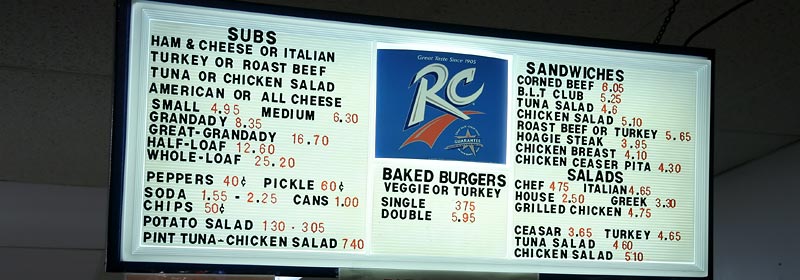 SUBS
HAM & CHEESE OR ITALIAN
TURKEY OR ROAST BEEF
TUNA OR CHICKEN SALAD
AMERICAN OR ALL CHEESE
SMALL 4.95 MEDIUM 6.30
GRANDADY 8.35
GREAT-GRANDADY 16.70
HALF-LOAF 12.60
WHOLE-LOAF 25.20
PEPPERS 40¢ PICKLE 60¢
SODA 1.55 - 2.25 CANS 1.00
CHIPS 50¢
POTATO SALAD 130 - 305
PINT TUNA-CHICKEN SALAD 740
Great Taste Since 1905
RC
GUARANTEE
BAKED BURGERS
VEGGIE OR TURKEY
SINGLE 375
DOUBLE 5.95
SANDWICHES
CORNED BEEF 6.05
B.L.T CLUB 5.25
TUNA SALAD 4.6
CHICKEN SALAD 5.10
ROAST BEEF OR TURKEY 5.65
HOAGIE STEAK 3.95
CHICKEN BREAST 4.10
CHICKEN CEASER PITA 4.30
SALADS
CHEF 475 ITALIAN 4.65
HOUSE 2.50 GREEK 3.30
GRILLED CHICKEN 4.75
CEASAR 3.65 TURKEY 4.65
TUNA SALAD 460
CHICKEN SALAD 510